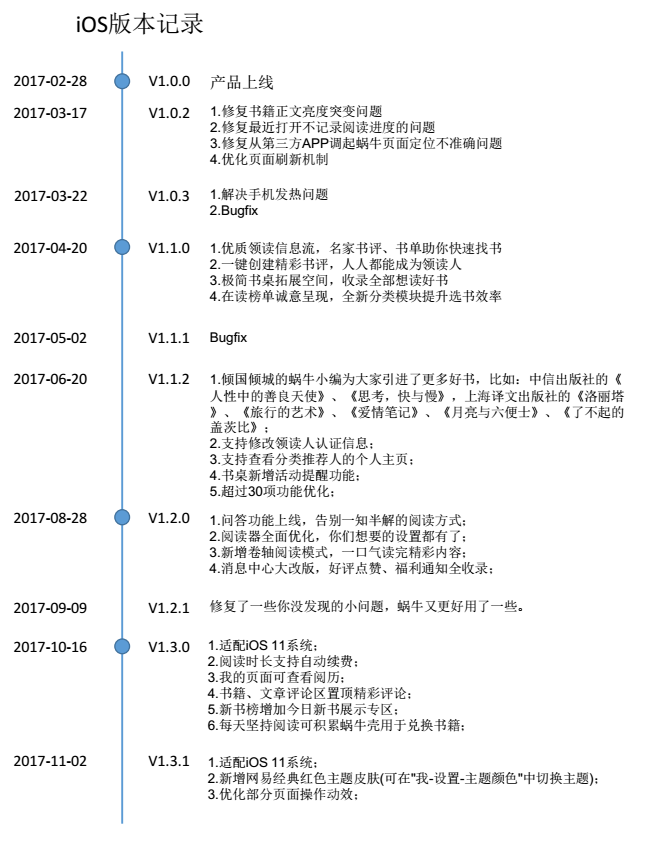 iOS版本记录
2017-02-28 V1.0.0 产品上线
2017-03-17 V1.0.2 1.修复书籍正文亮度突变问题
2.修复最近打开不记录阅读进度的问题
3.修复从第三方APP调起蜗牛页面定位不准确问题
4.优化页面刷新机制
2017-03-22 V1.0.3 1.解决手机发热问题
2.Bugfix
2017-04-20 V1.1.0 1.优质领读信息流，名家书评、书单助你快速找书
2.一键创建精彩书评，人人都能成为领读人
3.极简书桌拓展空间，收录全部想读好书
4.在读榜单诚意呈现，全新分类模块提升选书效率
2017-05-02 V1.1.1 Bugfix
2017-06-20 V1.1.2 1.倾国倾城的蜗牛小编为大家引进了更多好书，比如：中信出版社的《
人性中的善良天使》、《思考，快与慢》，上海译文出版社的《洛丽塔
》、《旅行的艺术》、《爱情笔记》、《月亮与六便士》、《了不起的
盖茨比》；
2.支持修改领读人认证信息；
3.支持查看分类推荐人的个人主页；
4.书桌新增活动提醒功能；
5.超过30项功能优化；
2017-08-28 V1.2.0 1.问答功能上线，告别一知半解的阅读方式；
2.阅读器全面优化，你们想要的设置都有了；
3.新增卷轴阅读模式，一口气读完精彩内容；
4.消息中心大改版，好评点赞、福利通知全收录；
2017-09-09 V1.2.1 修复了一些你没发现的小问题，蜗牛又更好用了一些。
2017-10-16 V1.3.0 1.适配iOS 11系统；
2.阅读时长支持自动续费；
3.我的页面可查看阅历；
4.书籍、文章评论区置顶精彩评论；
5.新书榜增加今日新书展示专区；
6.每天坚持阅读可积累蜗牛壳用于兑换书籍；
2017-11-02 V1.3.1 1.适配iOS 11系统；
2.新增网易经典红色主题皮肤(可在"我-设置-主题颜色"中切换主题)；
3.优化部分页面操作动效；